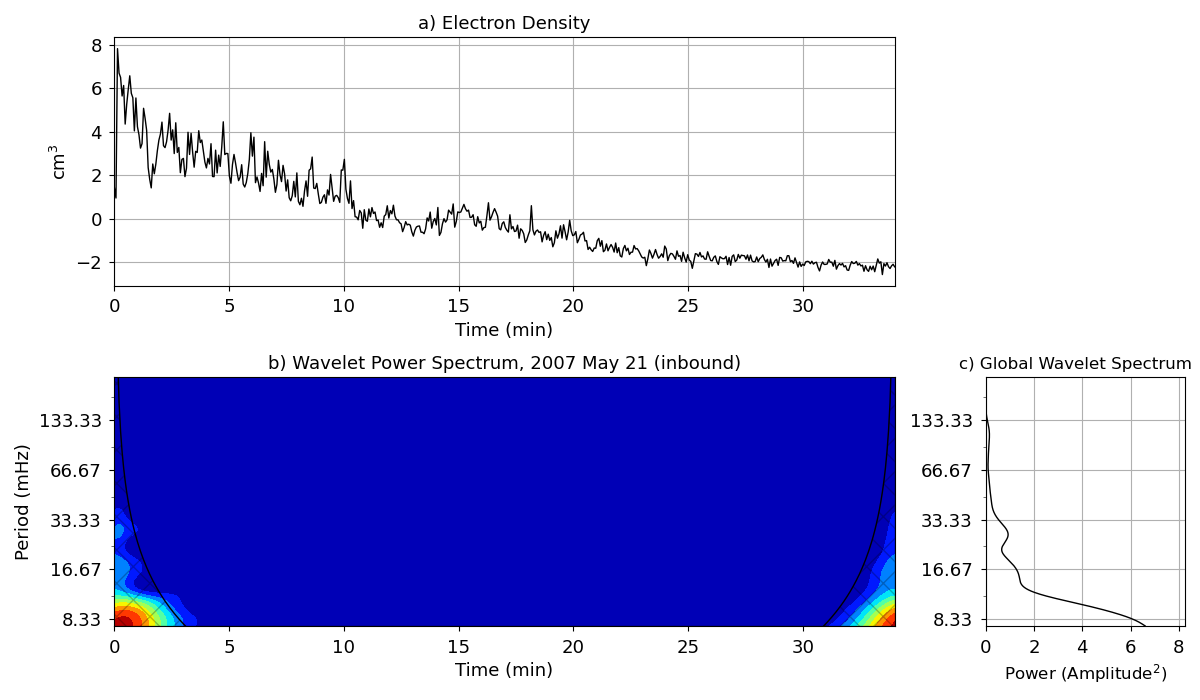 a) Electron Density
8
6
4
2
0
−2
cm³
0 5 10 15 20 25 30
Time (min)
b) Wavelet Power Spectrum, 2007 May 21 (inbound)
133.33
66.67
33.33
16.67
8.33
Period (mHz)
0 5 10 15 20 25 30
Time (min)
c) Global Wavelet Spectrum
133.33
66.67
33.33
16.67
8.33
0 2 4 6 8
Power (Amplitude²)